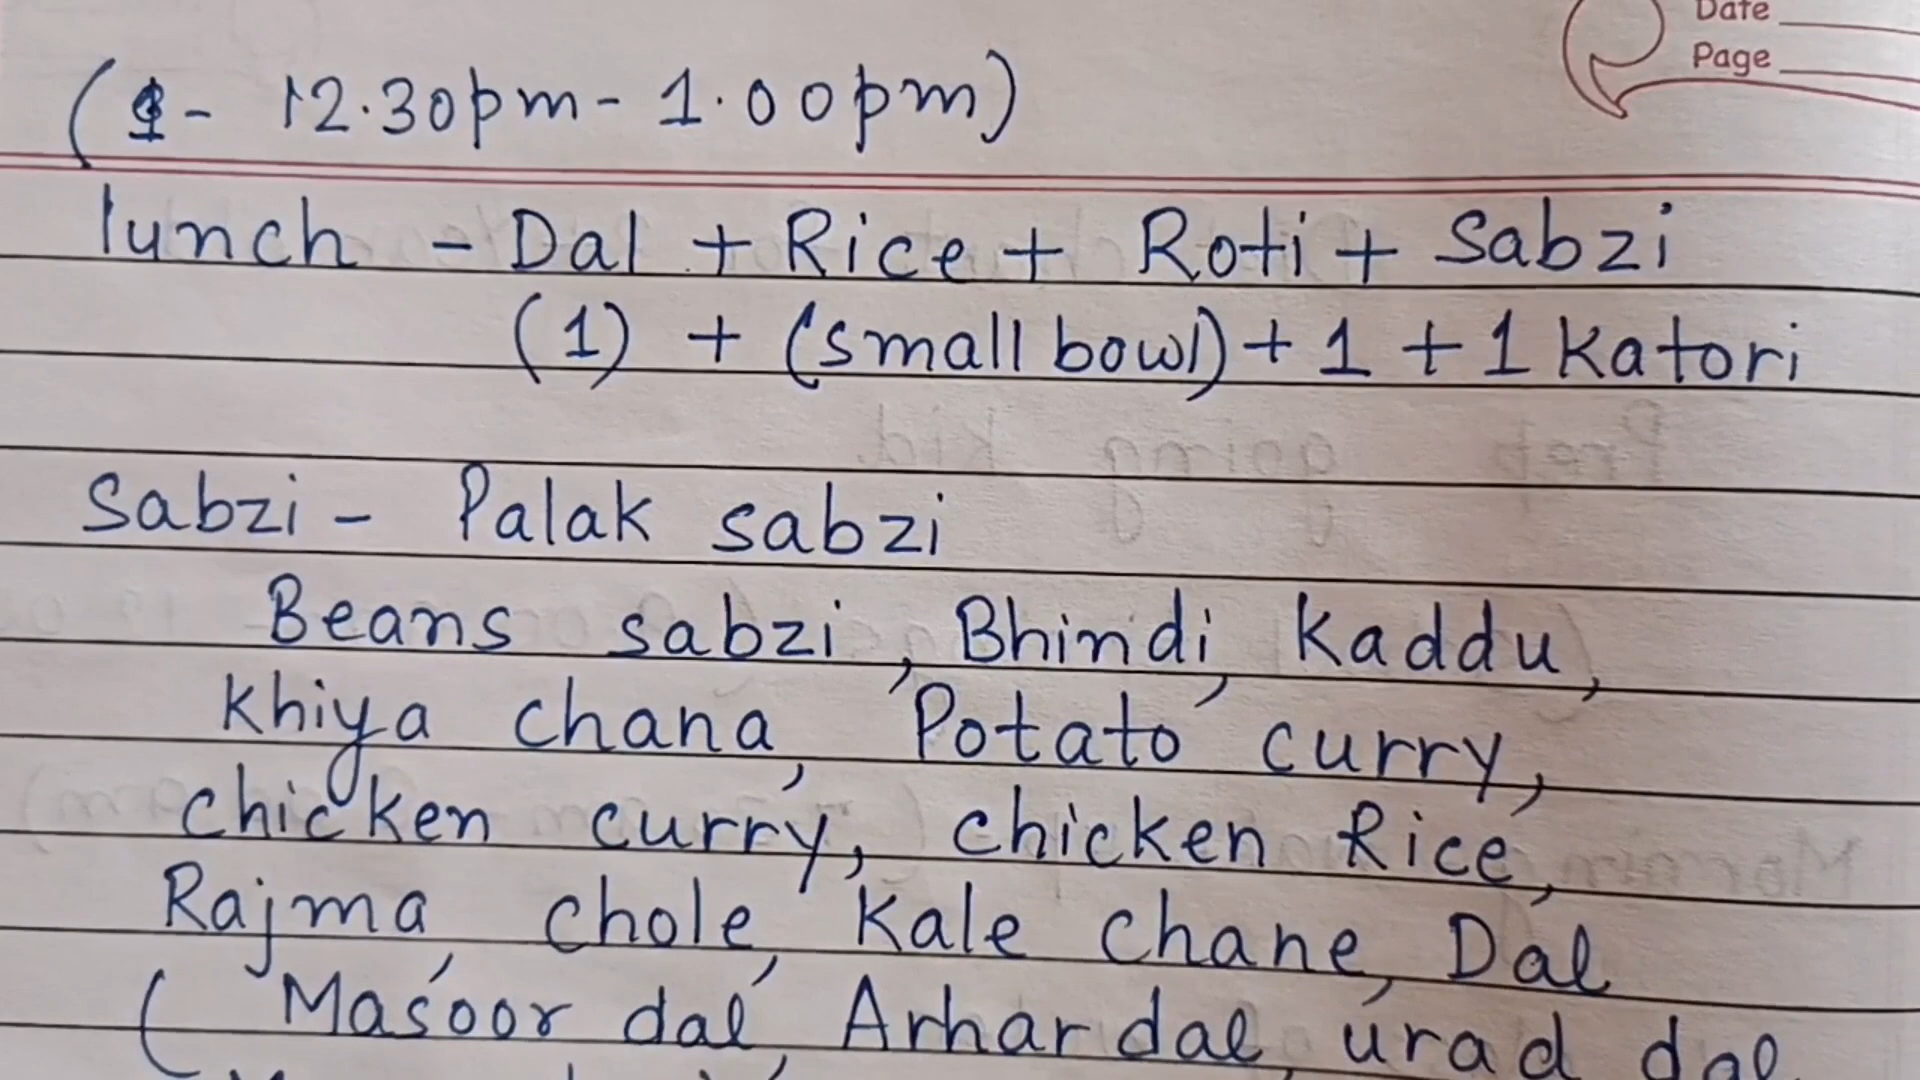 Date
Page
(1- 12.30pm - 1.00pm)
lunch - Dal + Rice + Roti + Sabzi
(1) + (small bowl) + 1 + 1 Katori
Sabzi - Palak sabzi
Beans sabzi, Bhindi, Kaddu,
Khiya chana, Potato curry,
chicken curry, chicken Rice,
Rajma, chole, Kale chane, Dal
( Masoor dal, Arhar dal, urad dal